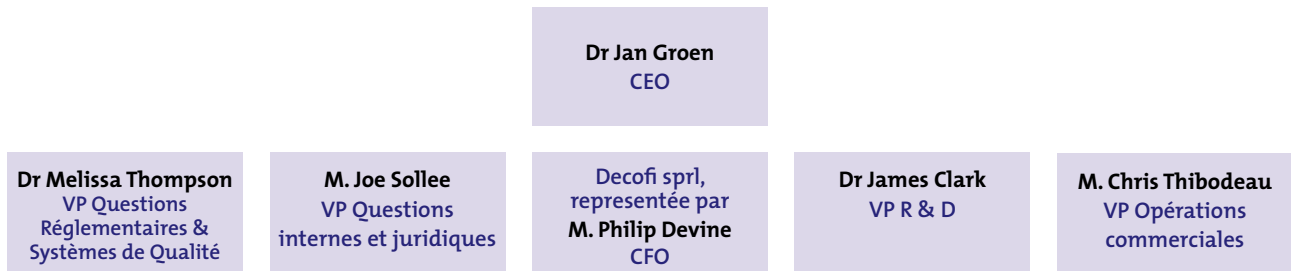 Dr Jan Groen
CEO
Dr Melissa Thompson
VP Questions
Réglementaires &
Systèmes de Qualité
M. Joe Sollee
VP Questions
internes et juridiques
Decofi sprl,
representée par
M. Philip Devine
CFO
Dr James Clark
VP R & D
M. Chris Thibodeau
VP Opérations
commerciales